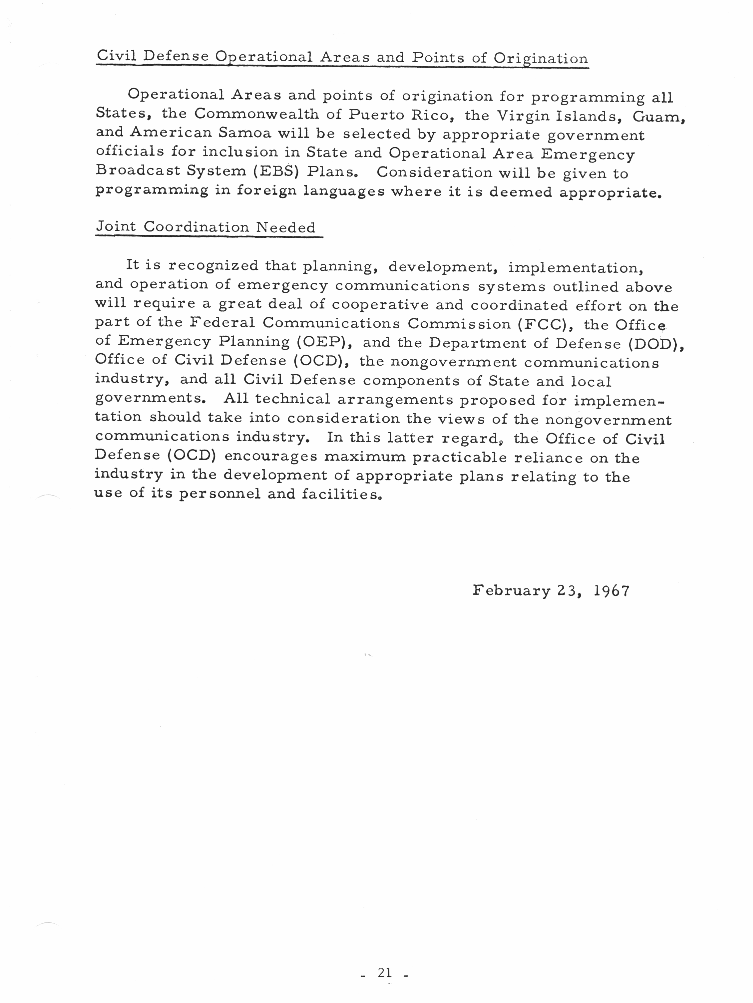 Civil Defense Operational Areas and Points of Origination
Operational Areas and points of origination for programming all
States, the Commonwealth of Puerto Rico, the Virgin Islands, Guam,
and American Samoa will be selected by appropriate government
officials for inclusion in State and Operational Area Emergency
Broadcast System (EBS) Plans. Consideration will be given to
programming in foreign languages where it is deemed appropriate.
Joint Coordination Needed
It is recognized that planning, development, implementation,
and operation of emergency communications systems outlined above
will require a great deal of cooperative and coordinated effort on the
part of the Federal Communications Commission (FCC), the Office
of Emergency Planning (OEP), and the Department of Defense (DOD),
Office of Civil Defense (OCD), the nongovernment communications
industry, and all Civil Defense components of State and local
governments. All technical arrangements proposed for implemen-
tation should take into consideration the views of the nongovernment
communications industry. In this latter regard, the Office of Civil
Defense (OCD) encourages maximum practicable reliance on the
industry in the development of appropriate plans relating to the
use of its personnel and facilities.
February 23, 1967
- 21 -